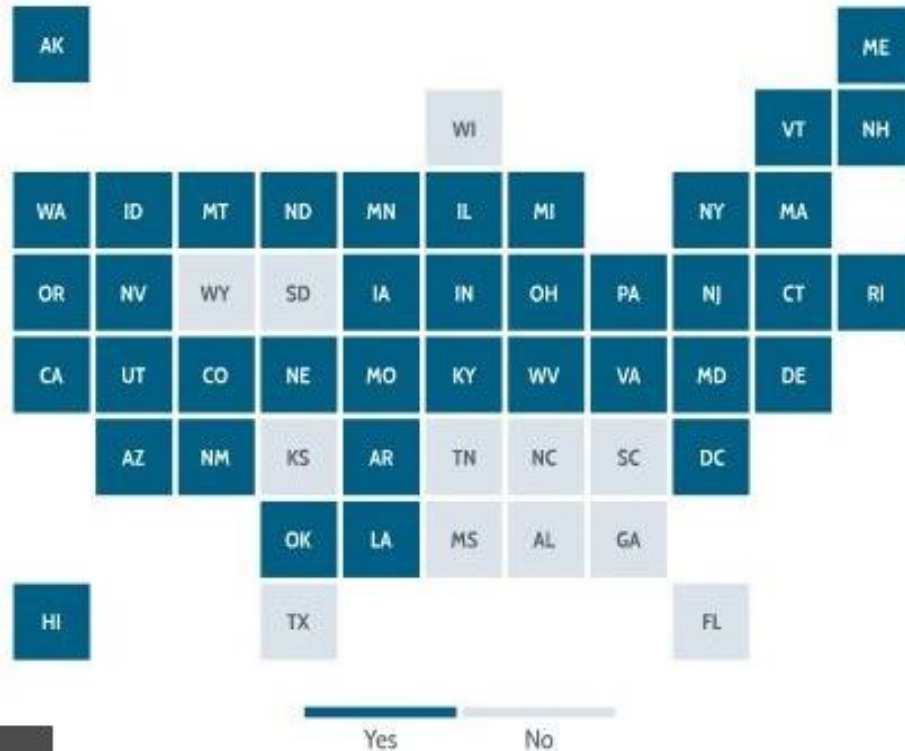 AK ME
WI VT NH
WA ID MT ND MN IL MI NY MA
OR NV WY SD IA IN OH PA NJ CT RI
CA UT CO NE MO KY WV VA MD DE
AZ NM KS AR TN NC SC DC
OK LA MS AL GA
HI TX FL
Yes No